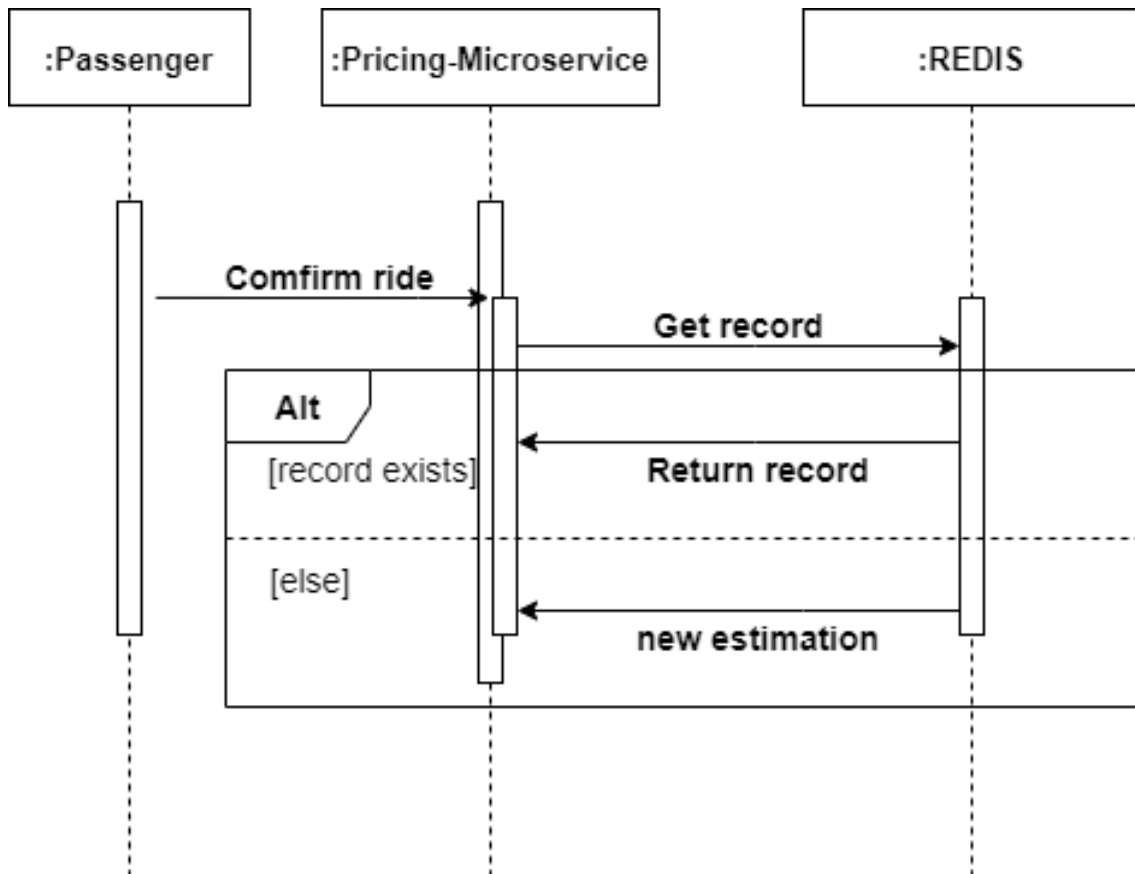 :Passenger
:Pricing-Microservice
:REDIS
Comfirm ride
Get record
Alt
[record exists]
Return record
[else]
new estimation